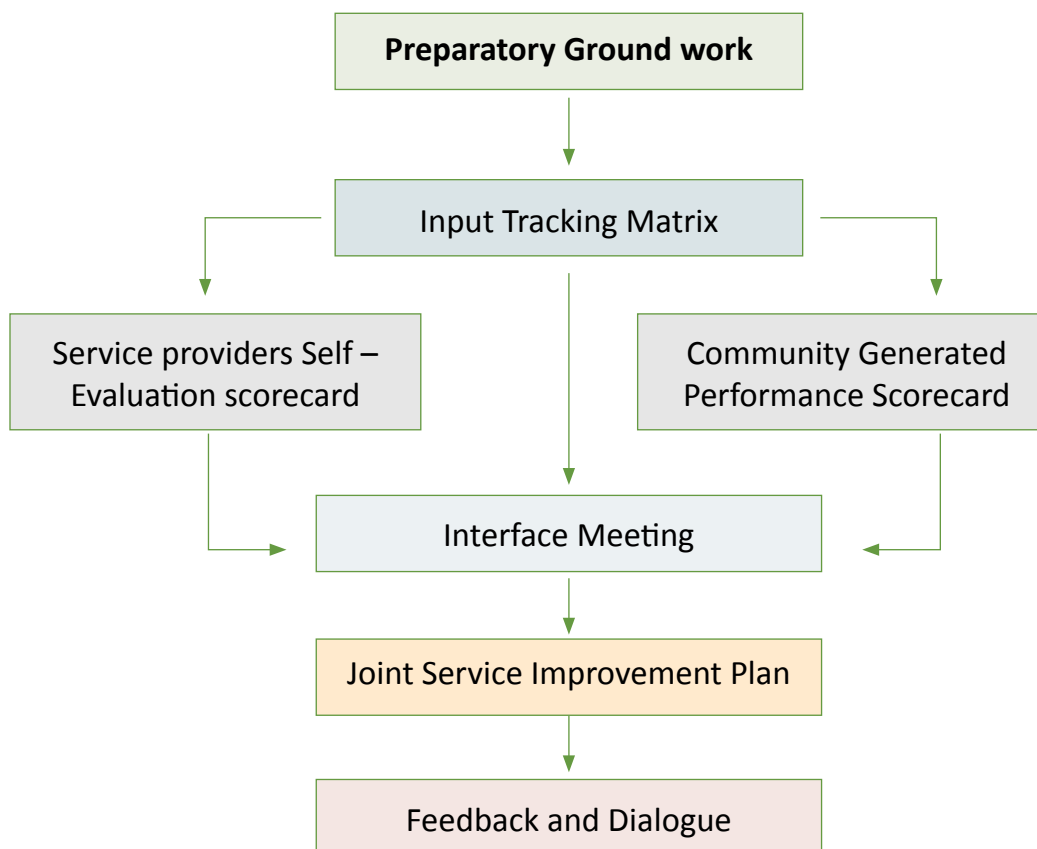 Preparatory Ground work
Input Tracking Matrix
Service providers Self –
Evaluation scorecard
Community Generated
Performance Scorecard
Interface Meeting
Joint Service Improvement Plan
Feedback and Dialogue